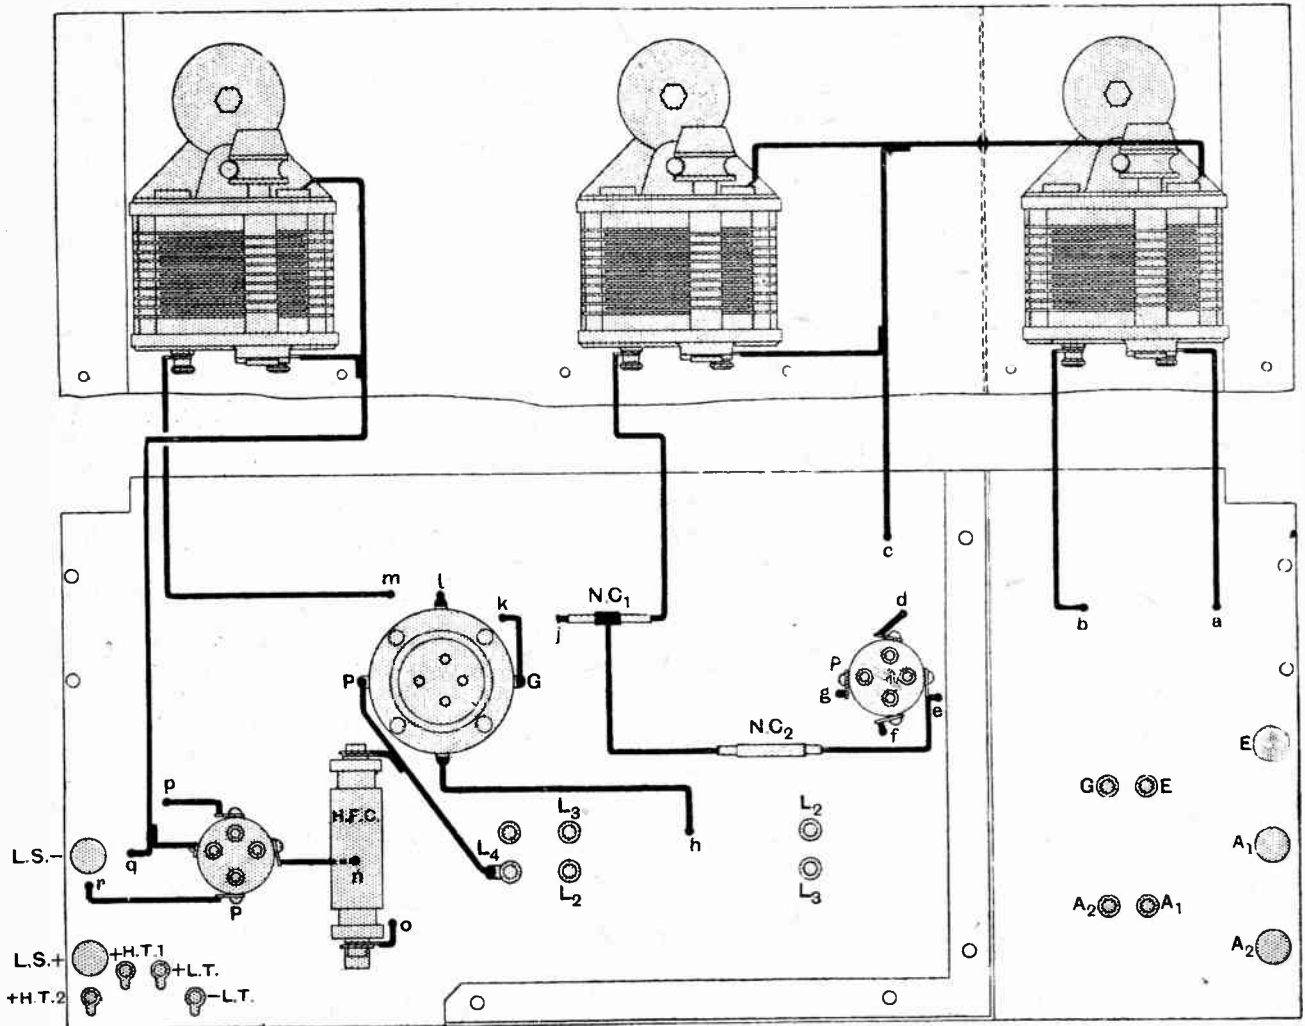 c
m
l
k
N.C₁
j
d
b
a
P
G
P
g
e
f
N.C₂
E
p
H.F.C.
L₃
L₂
G
E
L₄
h
L.S.-
q
n
A₁
r
L₂
L₃
P
o
A₂
A₁
A₂
L.S.+
+H.T.1
+L.T.
+H.T.2
-L.T.